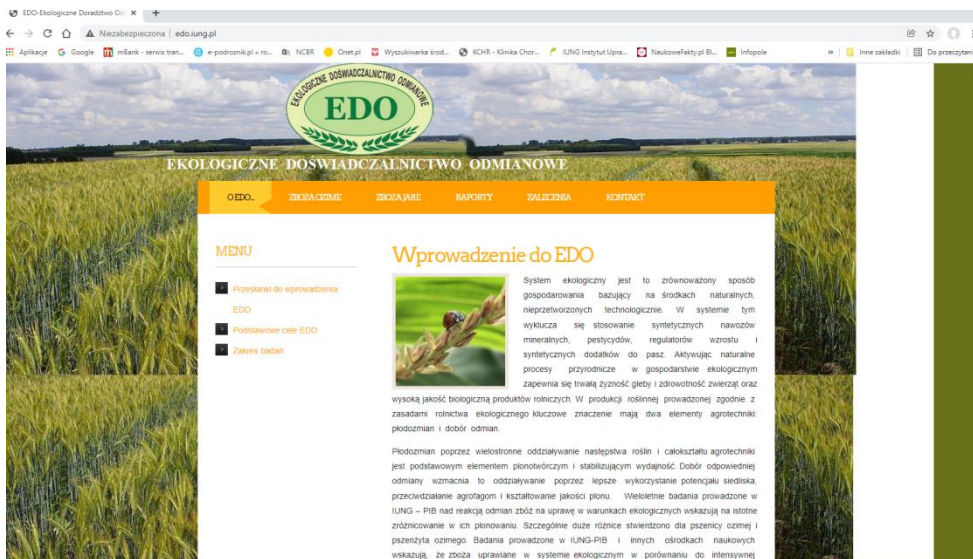 EDO-Ekologiczne Doradztwo Od
Niezabezpieczona | edo.iung.pl
Aplikacje Google mBank - serwis tran... e-podroznik.pl » ro... NCBR Onet.pl Wyszukiwarka środ... KCHR - Klinika Chor... IUNG Instytut Upra... NaukoweFakty.pl Bl... Infopole » Inne zakładki Do przeczytani
EKOLOGICZNE DOŚWIADCZALNICTWO ODMIANOWE
EDO
EKOLOGICZNE DOŚWIADCZALNICTWO ODMIANOWE
O EDO... ZBOŻA OZIME ZBOŻA JARE RAPORTY ZALECENIA KONTAKT
MENU
Przesłanki do wprowadzenia
EDO
Podstawowe cele EDO
Zakres badań
Wprowadzenie do EDO
System ekologiczny jest to zrównoważony sposób
gospodarowania bazujący na środkach naturalnych,
nieprzetworzonych technologicznie. W systemie tym
wyklucza się stosowanie syntetycznych nawozów
mineralnych, pestycydów, regulatorów wzrostu i
syntetycznych dodatków do pasz. Aktywując naturalne
procesy przyrodnicze w gospodarstwie ekologicznym
zapewnia się trwałą żyzność gleby i zdrowotność zwierząt oraz
wysoką jakość biologiczną produktów rolniczych. W produkcji roślinnej prowadzonej zgodnie z
zasadami rolnictwa ekologicznego kluczowe znaczenie mają dwa elementy agrotechniki:
płodozmian i dobór odmian.
Płodozmian poprzez wielostronne oddziaływanie następstwa roślin i całokształtu agrotechniki
jest podstawowym elementem plonotwórczym i stabilizującym wydajność. Dobór odpowiedniej
odmiany wzmacnia to oddziaływanie poprzez lepsze wykorzystanie potencjału siedliska,
przeciwdziałanie agrofagom i kształtowanie jakości plonu. Wieloletnie badania prowadzone w
IUNG – PIB nad reakcją odmian zbóż na uprawę w warunkach ekologicznych wskazują na istotne
zróżnicowanie w ich plonowaniu. Szczególnie duże różnice stwierdzono dla pszenicy ozimej i
pszenżyta ozimego. Badania prowadzone w IUNG-PIB i innych ośrodkach naukowych
wskazują, że zboża uprawiane w systemie ekologicznym w porównaniu do intensywnej